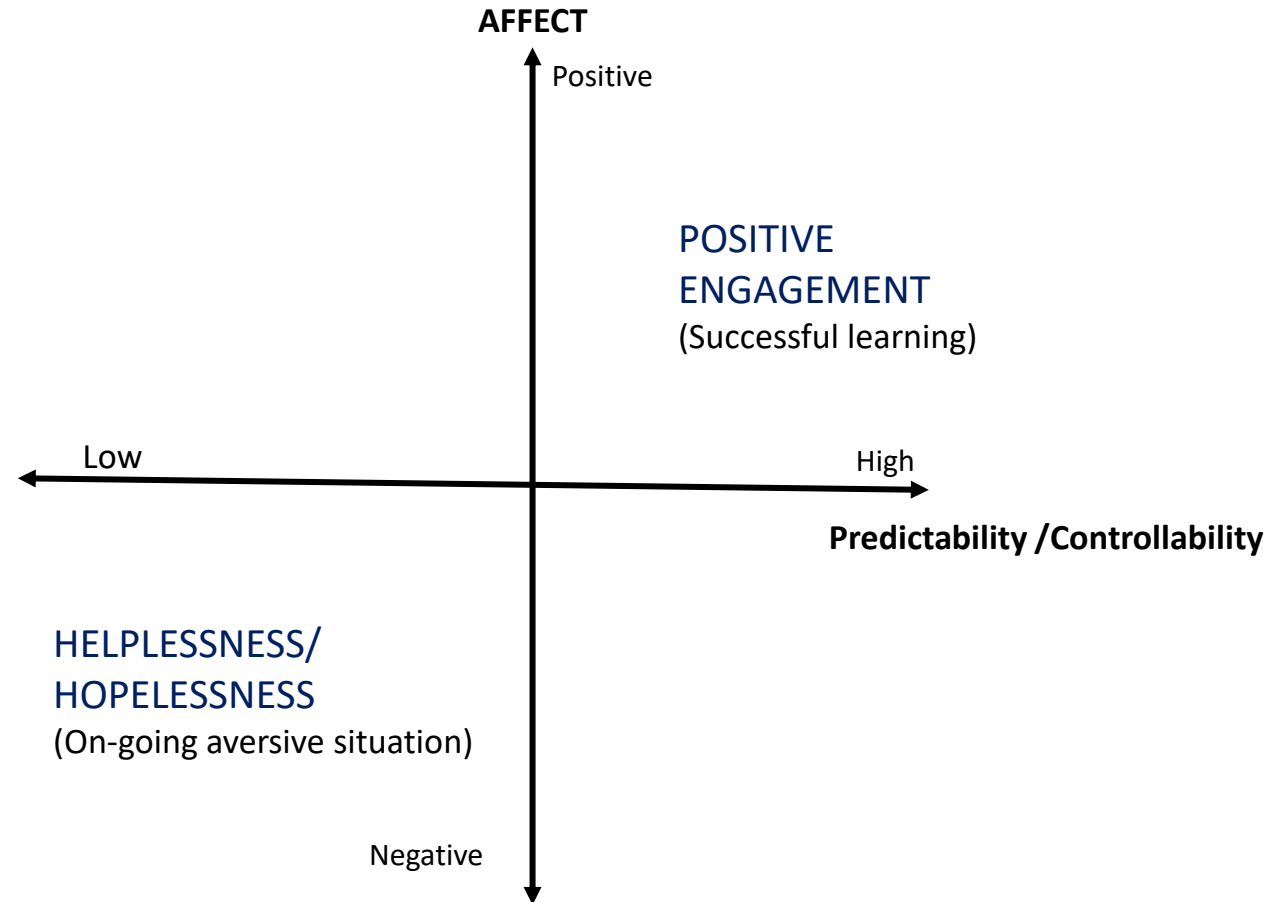 AFFECT
Positive
POSITIVE
ENGAGEMENT
(Successful learning)
Low
High
Predictability /Controllability
HELPLESSNESS/
HOPELESSNESS
(On-going aversive situation)
Negative